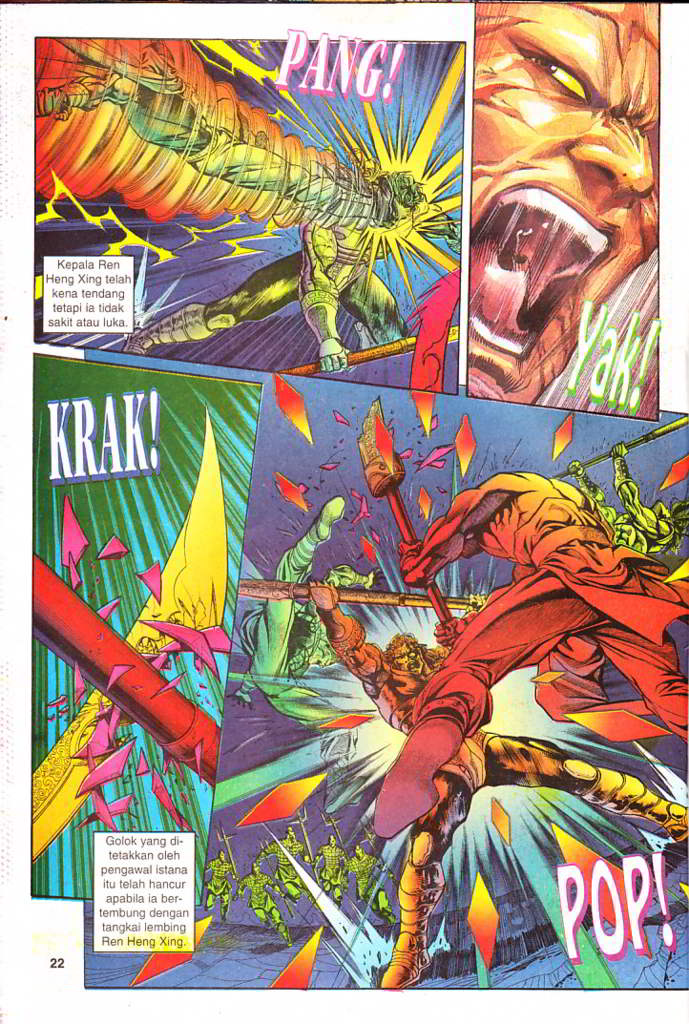 PANG!
Kepala Ren
Heng Xing telah
kena tendang
tetapi ia tidak
sakit atau luka.
Yak!
KRAK!
Golok yang di-
tetakkan oleh
pengawal istana
itu telah hancur
apabila ia ber-
tembung dengan
tangkai lembing
Ren Heng Xing.
POP!
22